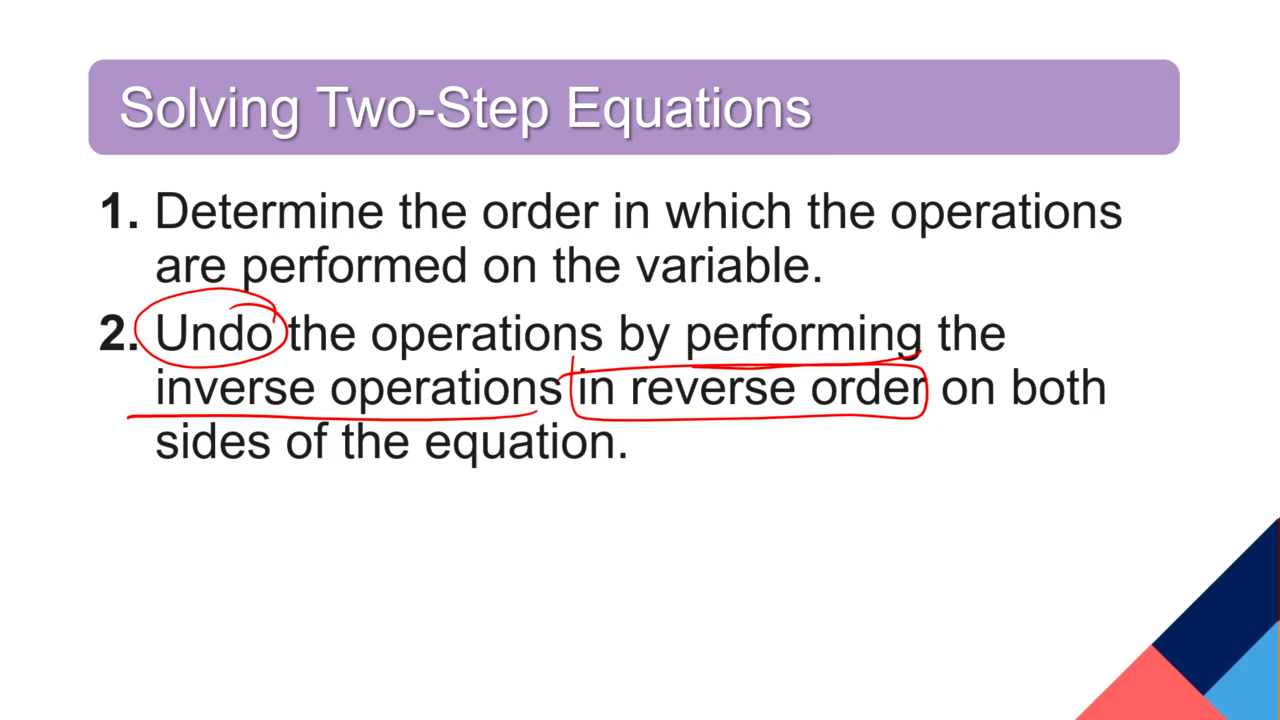 Solving Two-Step Equations
1. Determine the order in which the operations
are performed on the variable.
2. Undo the operations by performing the
inverse operations in reverse order on both
sides of the equation.